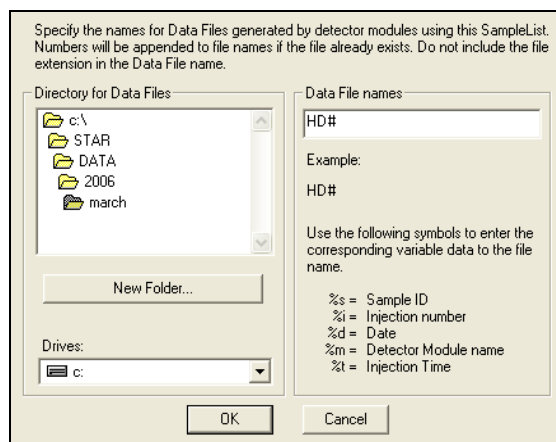 Specify the names for Data Files generated by detector modules using this SampleList.
Numbers will be appended to file names if the file already exists. Do not include the file
extension in the Data File name.
Directory for Data Files
c:\
STAR
DATA
2006
march
New Folder...
Drives:
c:
Data File names
HD#
Example:
HD#
Use the following symbols to enter the
corresponding variable data to the file
name.
%s = Sample ID
%i = Injection number
%d = Date
%m = Detector Module name
%t = Injection Time
OK
Cancel